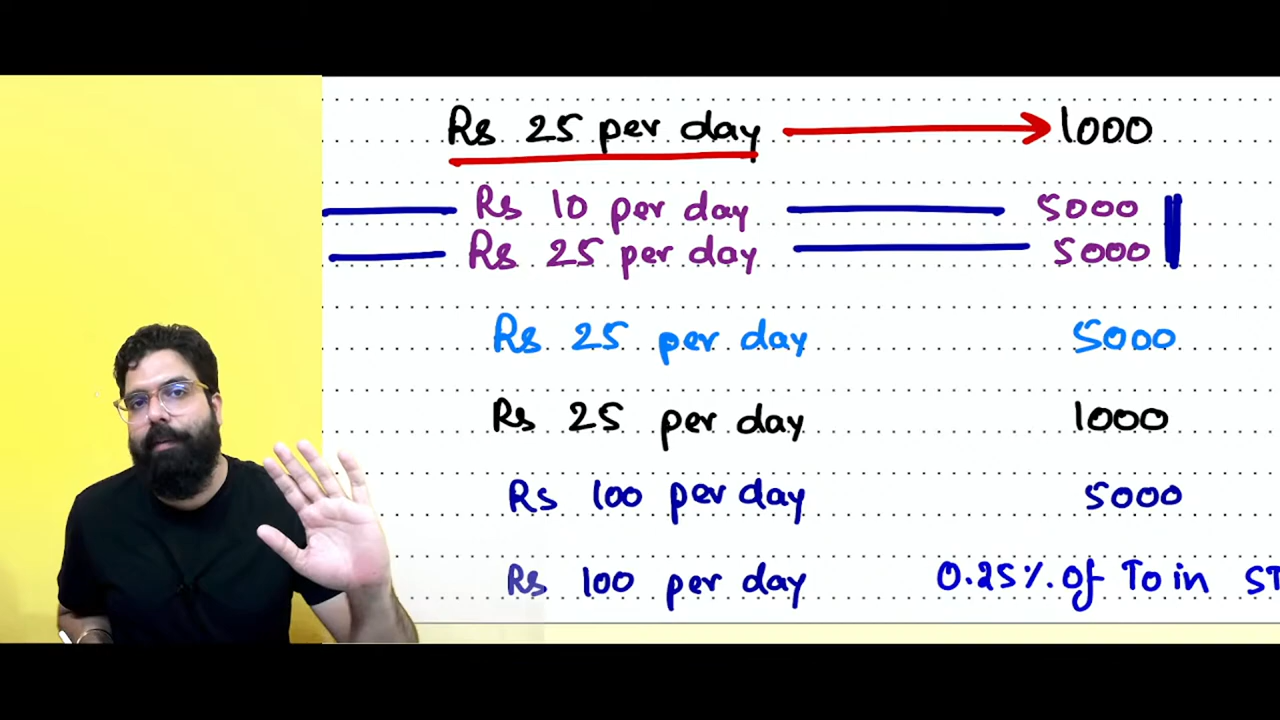 Rs 25 per day 1000
Rs 10 per day 5000
Rs 25 per day 5000
Rs 25 per day 5000
Rs 25 per day 1000
Rs 100 per day 5000
Rs 100 per day 0.25% of To in ST